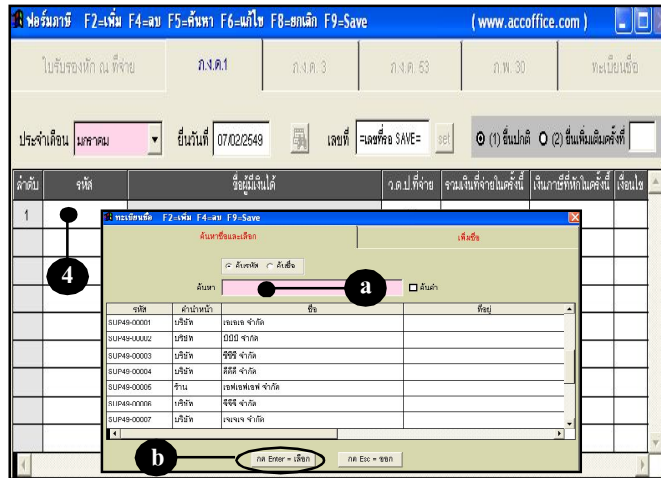 ฟอร์มภาษี F2=เพิ่ม F4=ลบ F5=ค้นหา F6=แก้ไข F8=ยกเลิก F9=Save ( www.accoffice.com )
ใบรับรองหัก ณ ที่จ่าย ภ.ง.ด.1 ภ.ง.ด. 3 ภ.ง.ด. 53 ภ.พ. 30 ทะเบียนชื่อ
ประจำเดือน มกราคม ยื่นวันที่ 07/02/2549 เลขที่ =เลขที่รอ SAVE= set (1) ยื่นปกติ (2) ยื่นเพิ่มเติมครั้งที่
ลำดับ รหัส ชื่อผู้มีเงินได้ ว.ด.ป.ที่จ่าย รวมเงินที่จ่ายในครั้งนี้ เงินภาษีที่หักในครั้งนี้ เงื่อนไข
1
ทะเบียนชื่อ F2=เพิ่ม F4=ลบ F9=Save
ค้นหาชื่อและเลือก เพิ่มชื่อ
ค้นรหัส ค้นชื่อ
4
ค้นหา a ค้นคำ
รหัส คำนำหน้า ชื่อ ที่อยู่
SUP49-00001 บริษัท เอเอเอ จำกัด
SUP49-00002 บริษัท บีบีบี จำกัด
SUP49-00003 บริษัท ซีซีซี จำกัด
SUP49-00004 บริษัท ดีดีดี จำกัด
SUP49-00005 ร้าน เอฟเอฟเอฟ จำกัด
SUP49-00006 บริษัท จีจีจี จำกัด
SUP49-00007 บริษัท เจเจเจ จำกัด
b กด Enter = เลือก กด Esc = ออก